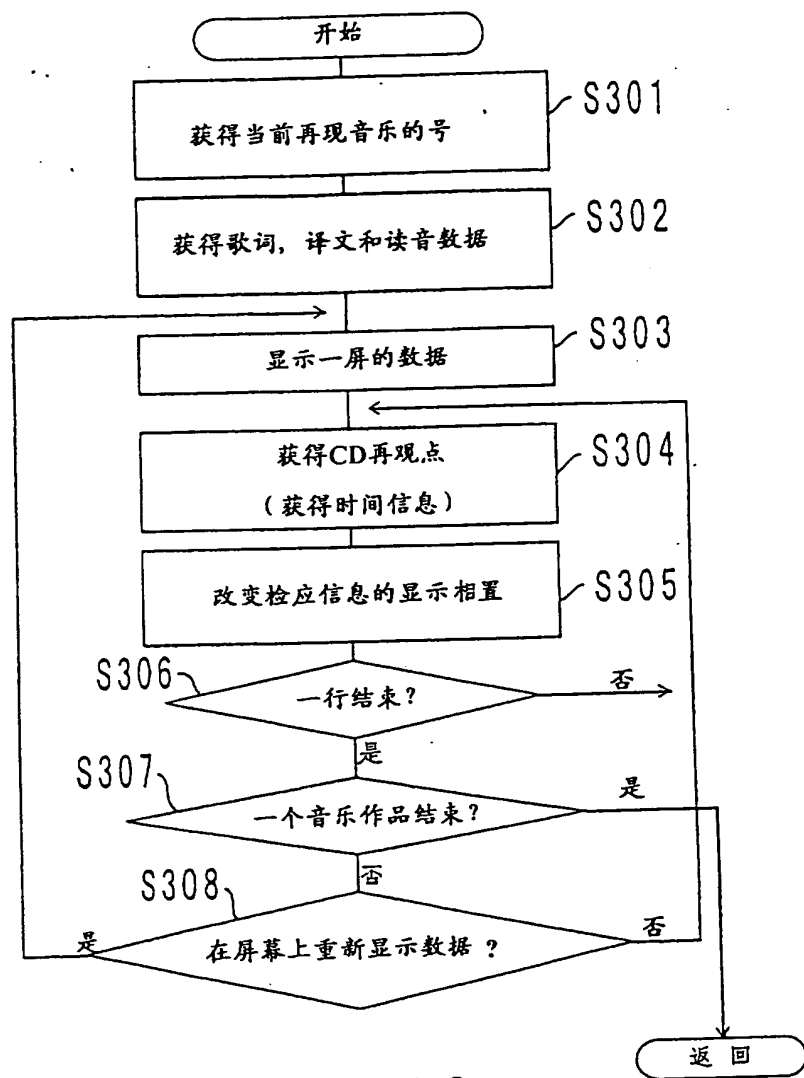 开始
获得当前再现音乐的号
S301
获得歌词，译文和读音数据
S302
显示一屏的数据
S303
获得CD再观点
（获得时间信息）
S304
改变检应信息的显示相置
S305
S306
一行结束？
否
是
S307
一个音乐作品结束？
是
否
S308
是
在屏幕上重新显示数据？
否
返回